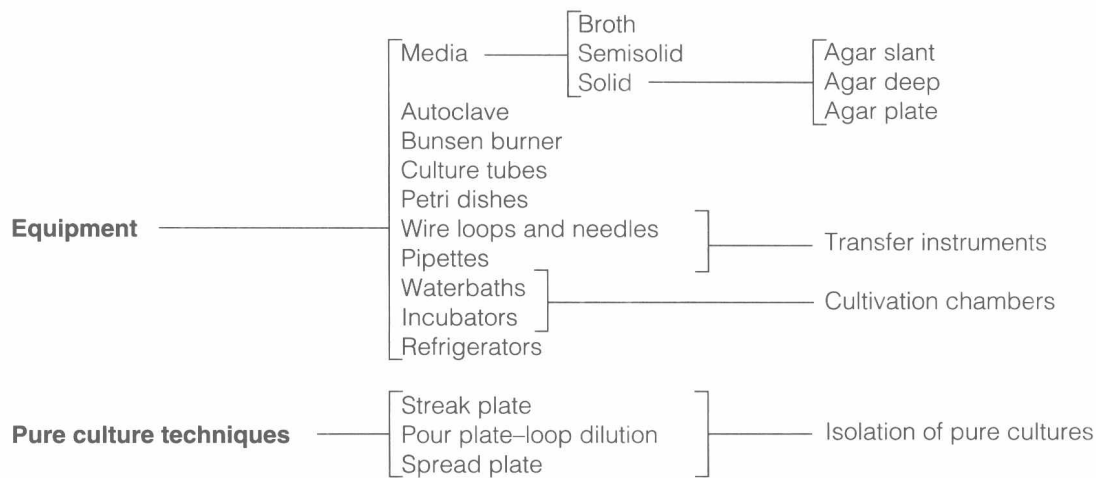 Broth
Media Semisolid Agar slant
Solid Agar deep
Autoclave Agar plate
Bunsen burner
Culture tubes
Petri dishes
Equipment Wire loops and needles
Pipettes Transfer instruments
Waterbaths
Incubators Cultivation chambers
Refrigerators
Streak plate
Pure culture techniques Pour plate–loop dilution Isolation of pure cultures
Spread plate